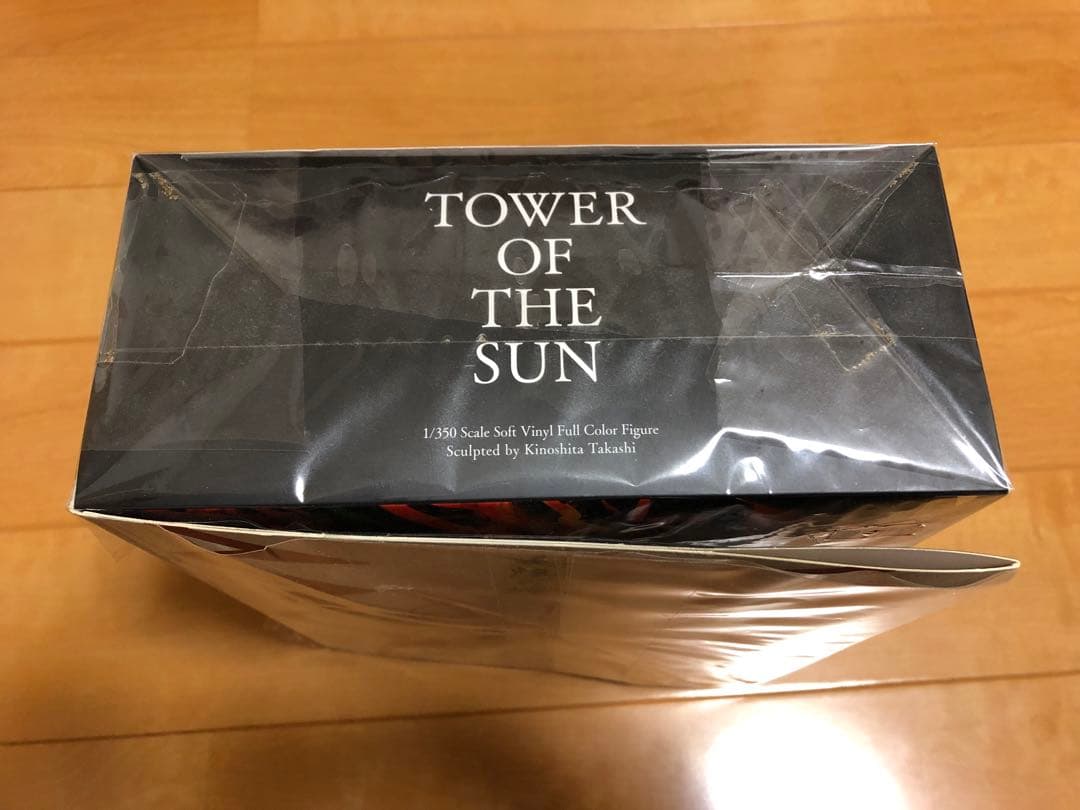 TOWER
OF
THE
SUN
1/350 Scale Soft Vinyl Full Color Figure
Sculpted by Kinoshita Takashi